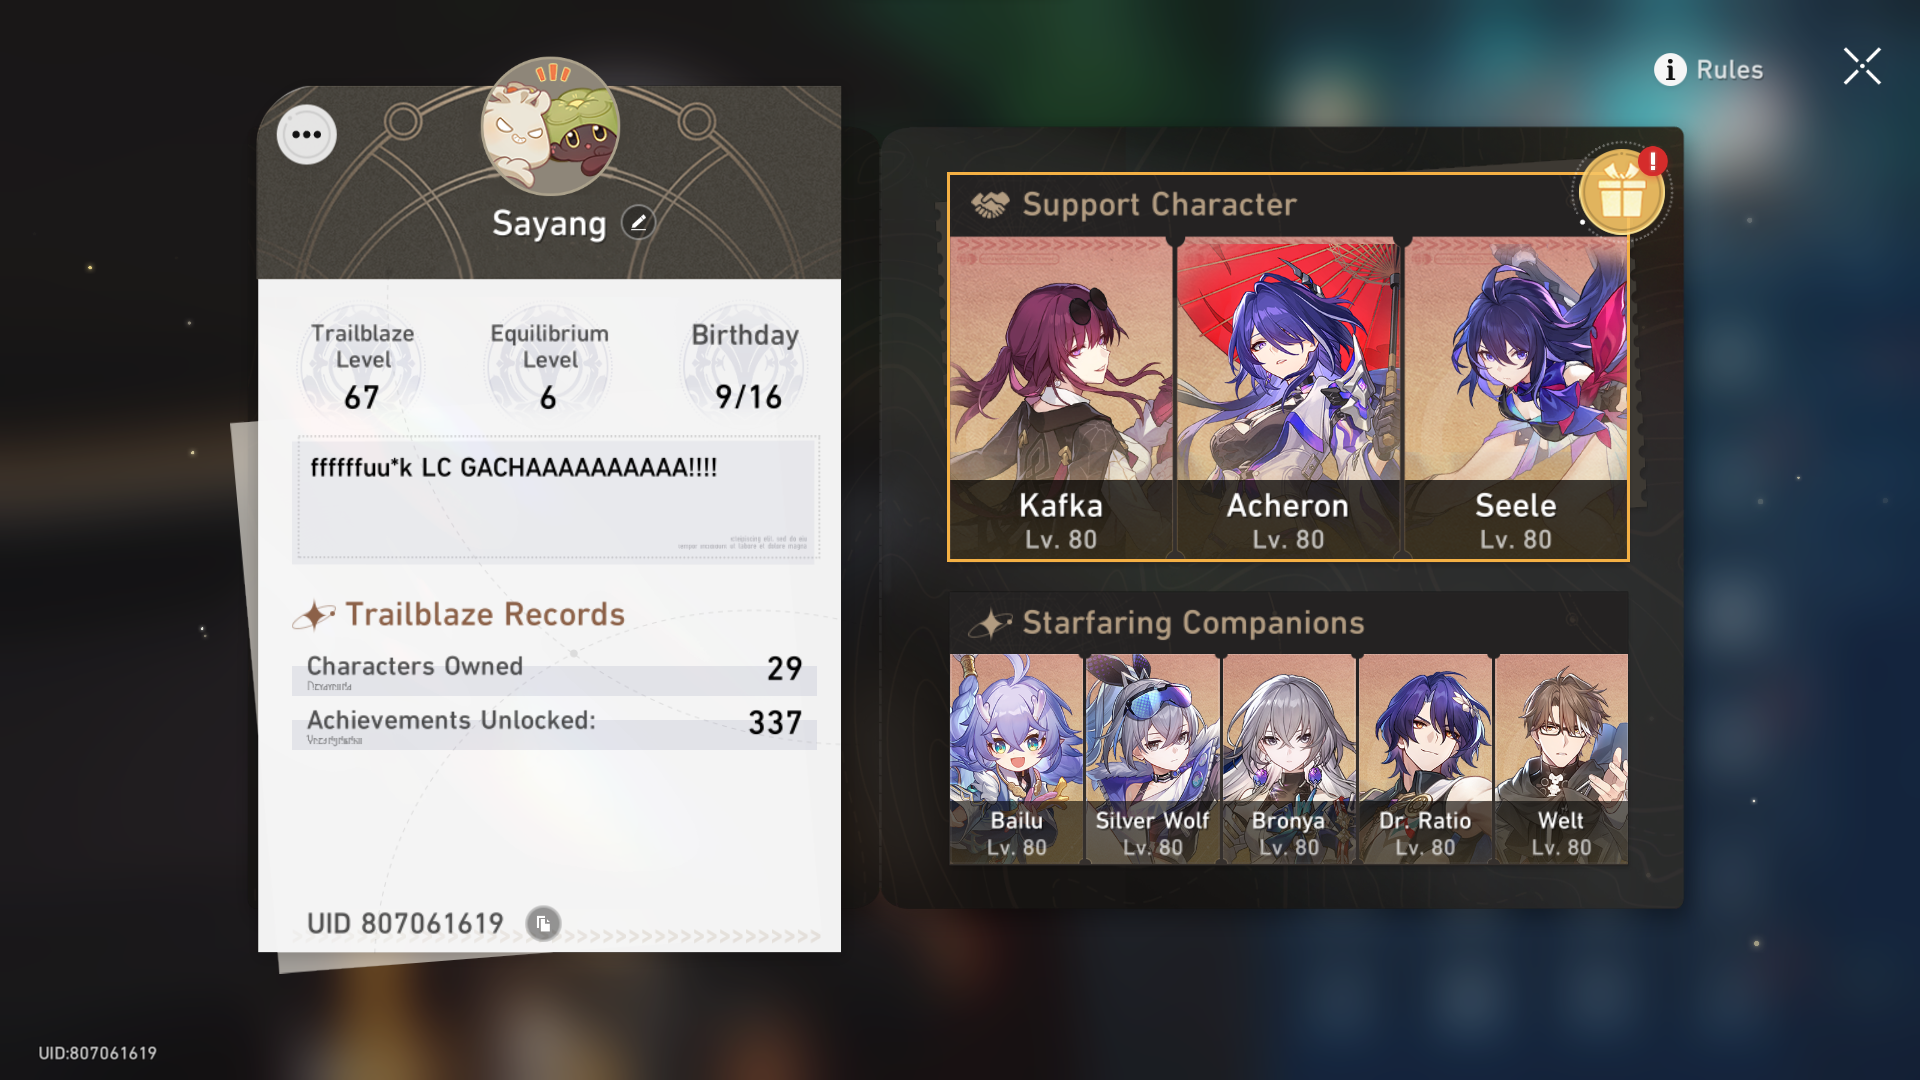 Rules
Sayang
Trailblaze Level
67
Equilibrium Level
6
Birthday
9/16
ffffffuu*k LC GACHAAAAAAAAAA!!!!
Trailblaze Records
Characters Owned
29
Achievements Unlocked:
337
UID 807061619
Support Character
Kafka
Lv. 80
Acheron
Lv. 80
Seele
Lv. 80
Starfaring Companions
Bailu
Lv. 80
Silver Wolf
Lv. 80
Bronya
Lv. 80
Dr. Ratio
Lv. 80
Welt
Lv. 80
UID:807061619